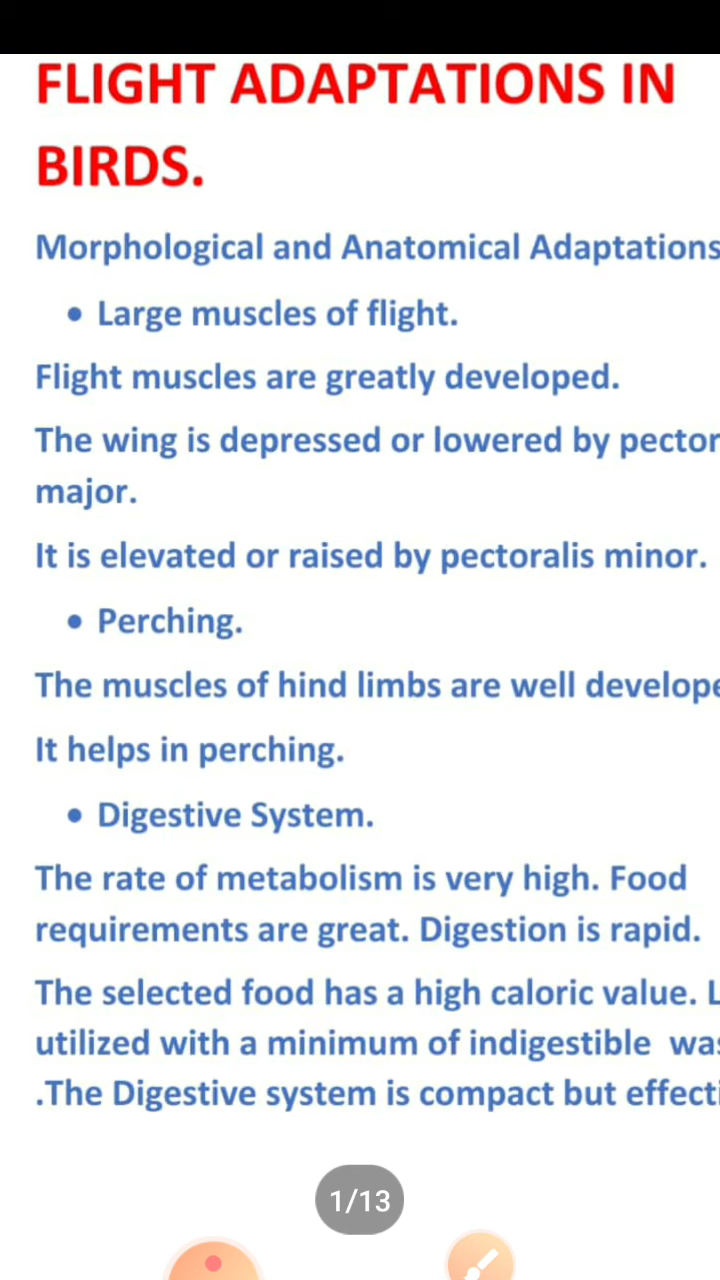 FLIGHT ADAPTATIONS IN
BIRDS.
Morphological and Anatomical Adaptations
• Large muscles of flight.
Flight muscles are greatly developed.
The wing is depressed or lowered by pector
major.
It is elevated or raised by pectoralis minor.
• Perching.
The muscles of hind limbs are well develope
It helps in perching.
• Digestive System.
The rate of metabolism is very high. Food
requirements are great. Digestion is rapid.
The selected food has a high caloric value. L
utilized with a minimum of indigestible was
.The Digestive system is compact but effecti
1/13